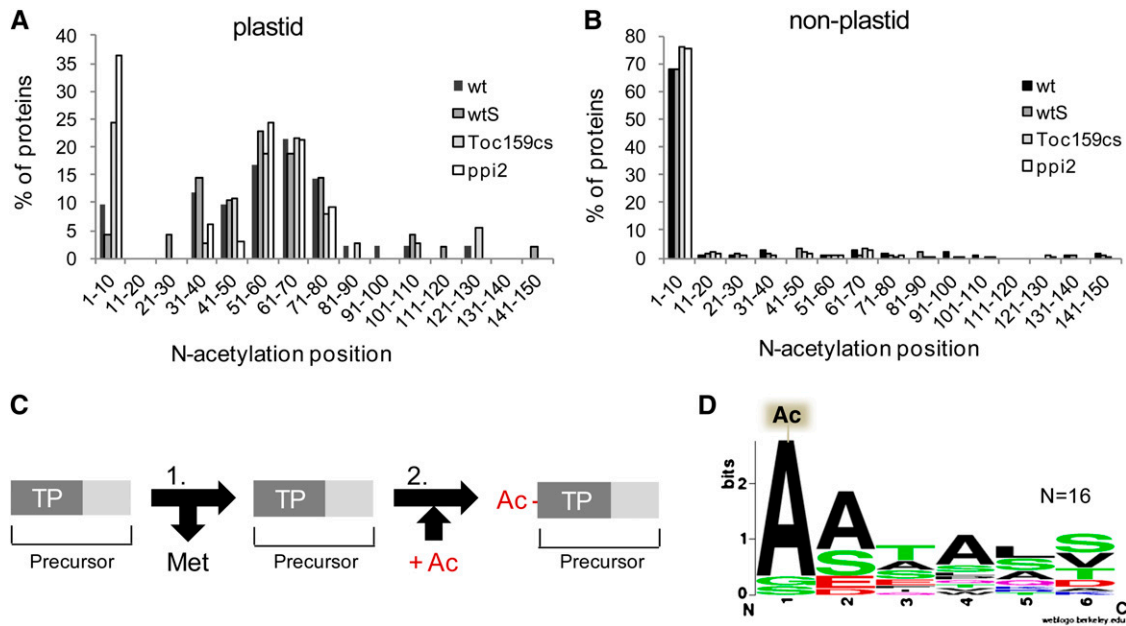 A
plastid
% of proteins
40
35
30
25
20
15
10
5
0
wt
wtS
Toc159cs
ppi2
1-10
11-20
21-30
31-40
41-50
51-60
61-70
71-80
81-90
91-100
101-110
111-120
121-130
131-140
141-150
N-acetylation position
B
non-plastid
% of proteins
80
70
60
50
40
30
20
10
0
wt
wtS
Toc159cs
ppi2
1-10
11-20
21-30
31-40
41-50
51-60
61-70
71-80
81-90
91-100
101-110
111-120
121-130
131-140
141-150
N-acetylation position
C
TP
Precursor
1.
Met
TP
Precursor
2.
+ Ac
Ac
TP
Precursor
D
Ac
bits
2
1
0
N=16
A
G
S
A
S
E
D
T
A
S
A
S
L
S
A
S
V
T
D
N
1
2
3
4
5
6
C
weblogo.berkeley.edu